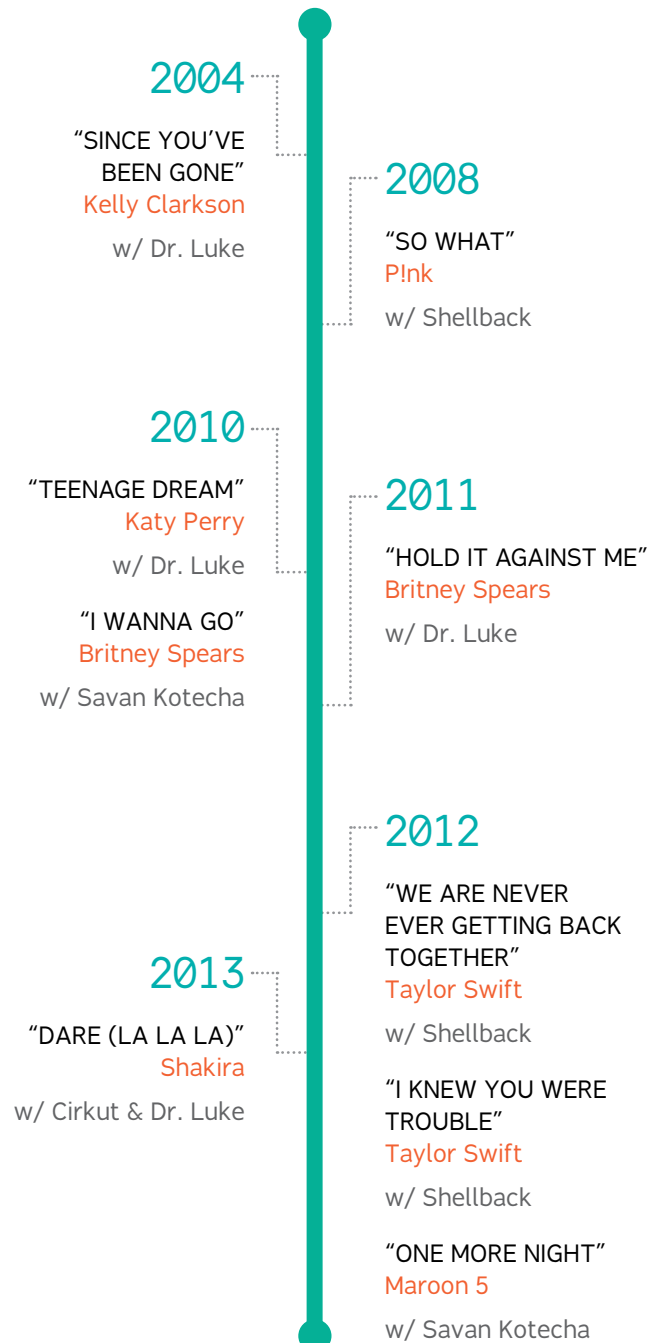 2004
“SINCE YOU’VE
BEEN GONE”
Kelly Clarkson
w/ Dr. Luke
2008
“SO WHAT”
P!nk
w/ Shellback
2010
“TEENAGE DREAM”
Katy Perry
w/ Dr. Luke
“I WANNA GO”
Britney Spears
w/ Savan Kotecha
2011
“HOLD IT AGAINST ME”
Britney Spears
w/ Dr. Luke
2012
“WE ARE NEVER
EVER GETTING BACK
TOGETHER”
Taylor Swift
w/ Shellback
“I KNEW YOU WERE
TROUBLE”
Taylor Swift
w/ Shellback
“ONE MORE NIGHT”
Maroon 5
w/ Savan Kotecha
2013
“DARE (LA LA LA)”
Shakira
w/ Cirkut & Dr. Luke